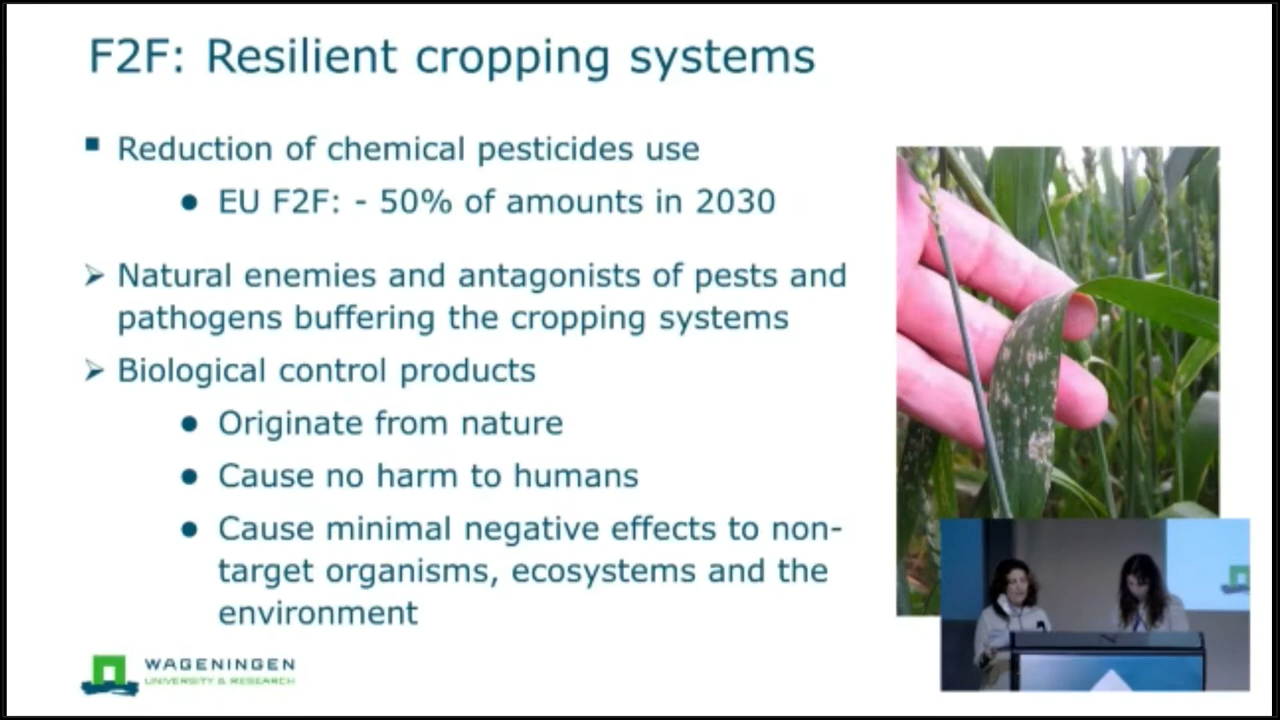 F2F: Resilient cropping systems
Reduction of chemical pesticides use
EU F2F: - 50% of amounts in 2030
Natural enemies and antagonists of pests and
pathogens buffering the cropping systems
Biological control products
Originate from nature
Cause no harm to humans
Cause minimal negative effects to non-
target organisms, ecosystems and the
environment
WAGENINGEN
UNIVERSITY & RESEARCH